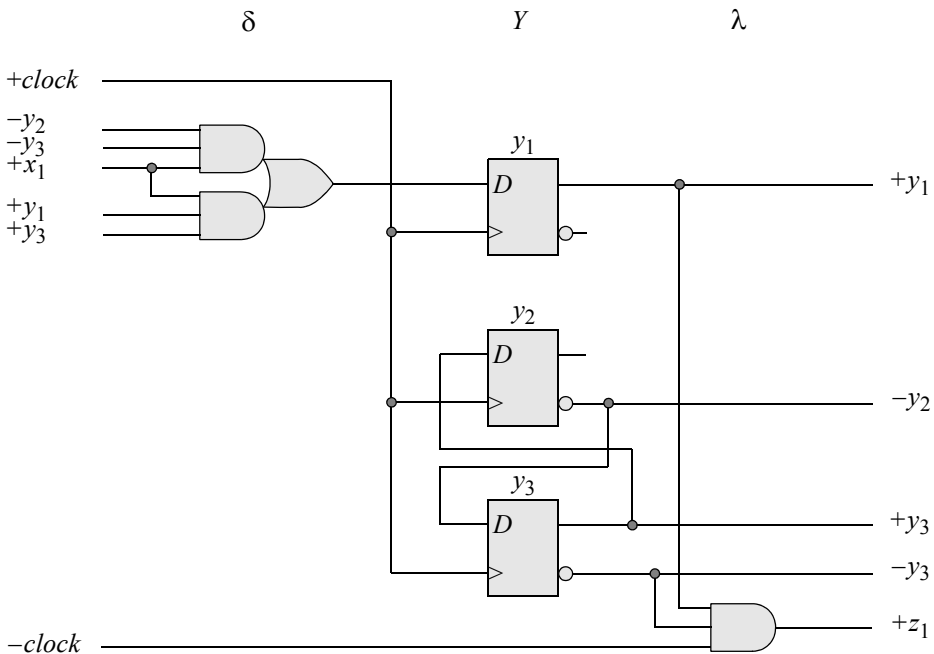 δ Y λ
+clock
−y2
−y3
+x1
+y1
+y3
y1
D
+y1
y2
D
−y2
y3
D
+y3
−y3
+z1
−clock